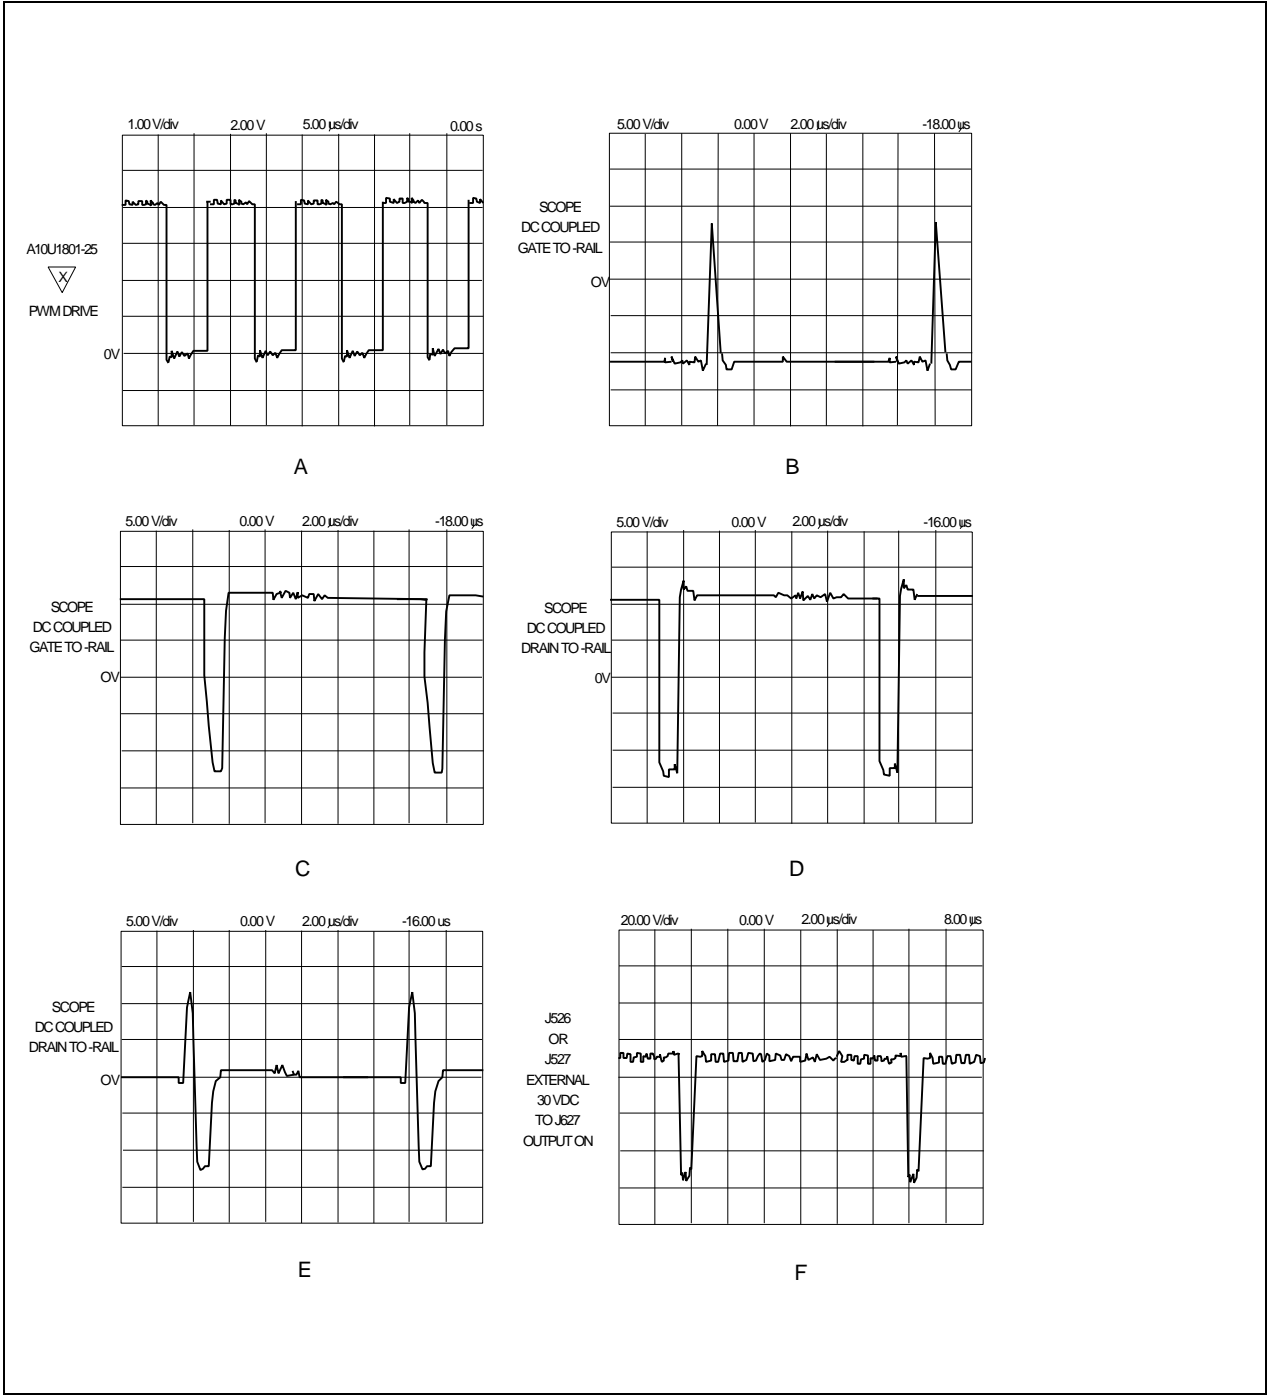 1.00 V/div 2.00 V 5.00 µs/div 0.00 s
A10U1801-25
X
PWM DRIVE
0V
A
5.00 V/div 0.00 V 2.00 µs/div -18.00 µs
SCOPE
DC COUPLED
GATE TO -RAIL
OV
B
5.00 V/div 0.00 V 2.00 µs/div -18.00 µs
SCOPE
DC COUPLED
GATE TO -RAIL
OV
C
5.00 V/div 0.00 V 2.00 µs/div -16.00 µs
SCOPE
DC COUPLED
DRAIN TO -RAIL
0V
D
5.00 V/div 0.00 V 2.00 µs/div -16.00 us
SCOPE
DC COUPLED
DRAIN TO -RAIL
OV
E
20.00 V/div 0.00 V 2.00 µs/div 8.00 µs
J526
OR
J527
EXTERNAL
30 VDC
TO J627
OUTPUT ON
F